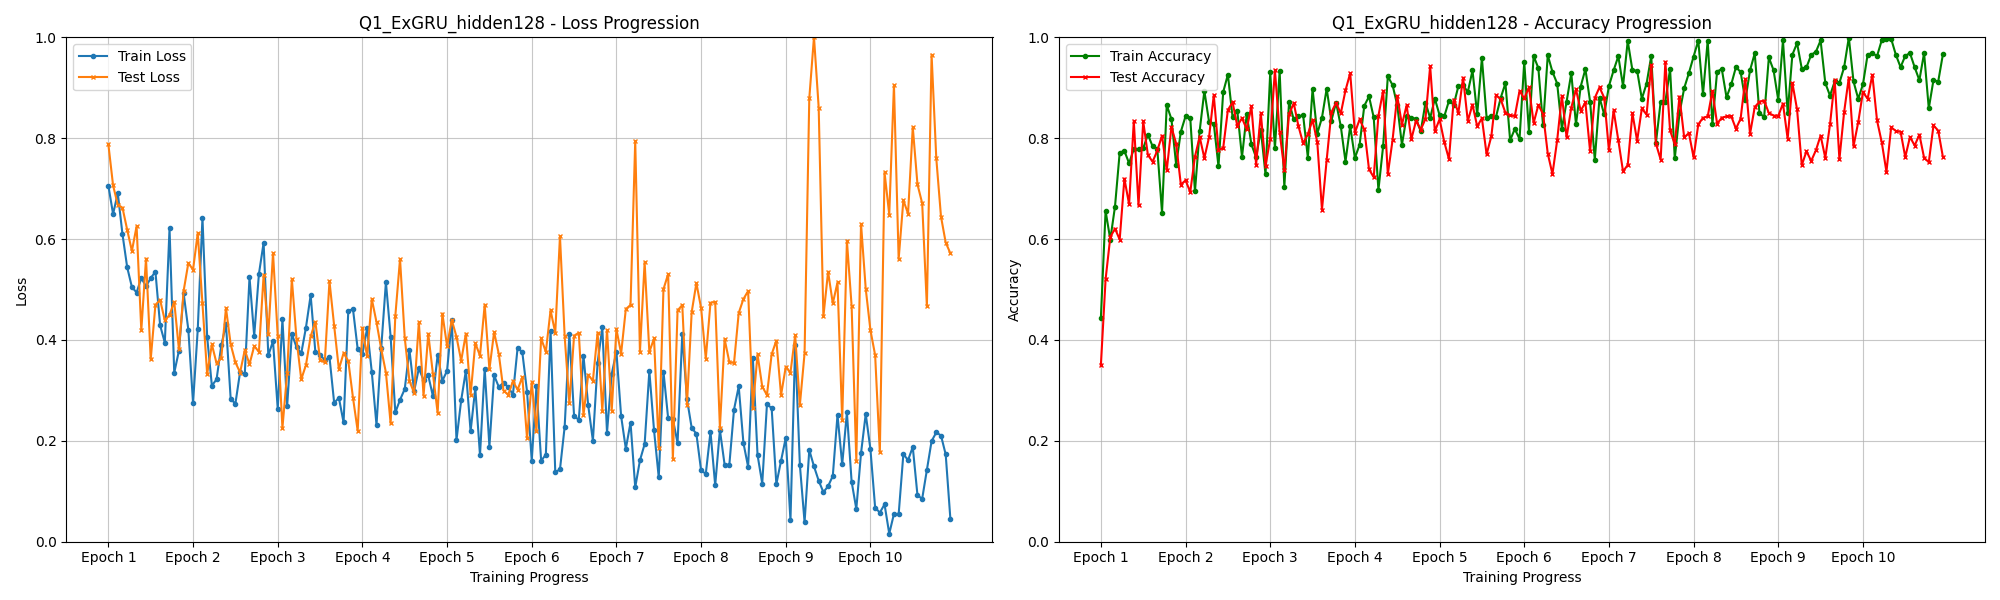 Q1_ExGRU_hidden128 - Loss Progression
Train Loss
Test Loss
1.0
0.8
0.6
0.4
0.2
0.0
Loss
Epoch 1 Epoch 2 Epoch 3 Epoch 4 Epoch 5 Epoch 6 Epoch 7 Epoch 8 Epoch 9 Epoch 10
Training Progress
Q1_ExGRU_hidden128 - Accuracy Progression
Train Accuracy
Test Accuracy
1.0
0.8
0.6
0.4
0.2
0.0
Accuracy
Epoch 1 Epoch 2 Epoch 3 Epoch 4 Epoch 5 Epoch 6 Epoch 7 Epoch 8 Epoch 9 Epoch 10
Training Progress